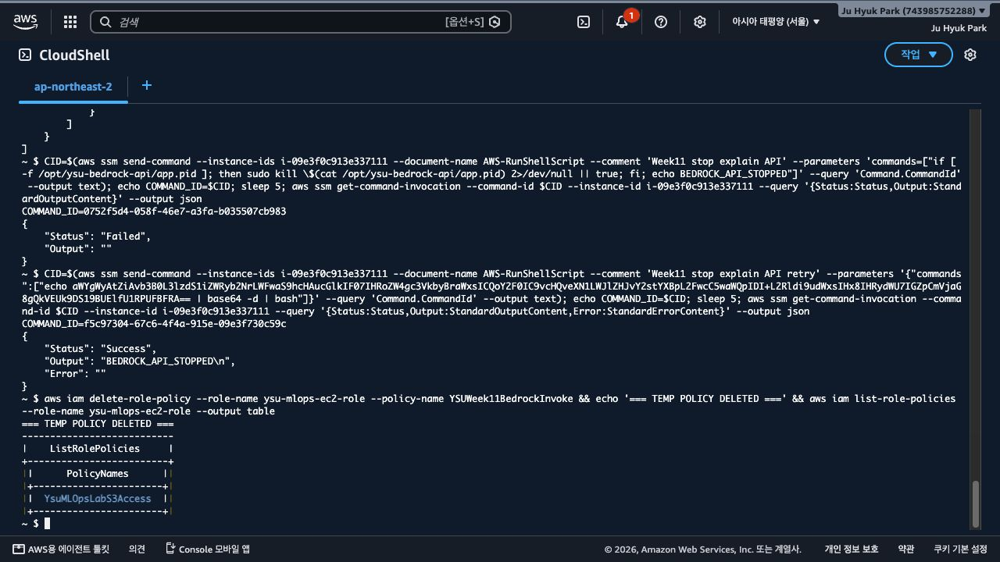 aws
검색
[옵션+S]
1
아시아 태평양 (서울) ▼
Ju Hyuk Park (743985752288) ▼
Ju Hyuk Park
CloudShell
작업 ▼
ap-northeast-2
+
}
]
}
]
~ $ CID=$(aws ssm send-command --instance-ids i-09e3f0c913e337111 --document-name AWS-RunShellScript --comment 'Week11 stop explain API' --parameters 'commands=["if [
-f /opt/ysu-bedrock-api/app.pid ]; then sudo kill \$(cat /opt/ysu-bedrock-api/app.pid) 2>/dev/null || true; fi; echo BEDROCK_API_STOPPED"]' --query 'Command.CommandId'
--output text); echo COMMAND_ID=$CID; sleep 5; aws ssm get-command-invocation --command-id $CID --instance-id i-09e3f0c913e337111 --query '{Status:Status,Output:Stand
ardOutputContent}' --output json
COMMAND_ID=0752f5d4-058f-46e7-a3fa-b035507cb983
{
"Status": "Failed",
"Output": ""
}
~ $ CID=$(aws ssm send-command --instance-ids i-09e3f0c913e337111 --document-name AWS-RunShellScript --comment 'Week11 stop explain API retry' --parameters '{"commands
":["echo aWYgWyAtZiAvb3B0L3lzdS1iZWRyb2NrLWFwaS9hcHAucGlkIF07IHRoZW4gc3VkbyBraWxsICQoY2F0IC9vcHQveXN1LWJlZHJvY2stYXBpL2FwcC5waWQpIDI+L2Rldi9udWxsIHx8IHRydWU7IGZpCmVjaG
8gQkVEUk9DS19BUElfU1RPUFBFRA== | base64 -d | bash"]}' --query 'Command.CommandId' --output text); echo COMMAND_ID=$CID; sleep 5; aws ssm get-command-invocation --comma
nd-id $CID --instance-id i-09e3f0c913e337111 --query '{Status:Status,Output:StandardOutputContent,Error:StandardErrorContent}' --output json
COMMAND_ID=f5c97304-67c6-4f4a-915e-09e3f730c59c
{
"Status": "Success",
"Output": "BEDROCK_API_STOPPED\n",
"Error": ""
}
~ $ aws iam delete-role-policy --role-name ysu-mlops-ec2-role --policy-name YSUWeek11BedrockInvoke && echo '=== TEMP POLICY DELETED ===' && aws iam list-role-policies
--role-name ysu-mlops-ec2-role --output table
=== TEMP POLICY DELETED ===
---------------------------
|    ListRolePolicies     |
+-------------------------+
||      PolicyNames      ||
|+-----------------------+|
||  YsuMLOpsLabS3Access  ||
|+-----------------------+|
~ $
AWS용 에이전트 툴킷
의견
Console 모바일 앱
© 2026, Amazon Web Services, Inc. 또는 계열사.
개인 정보 보호
약관
쿠키 기본 설정